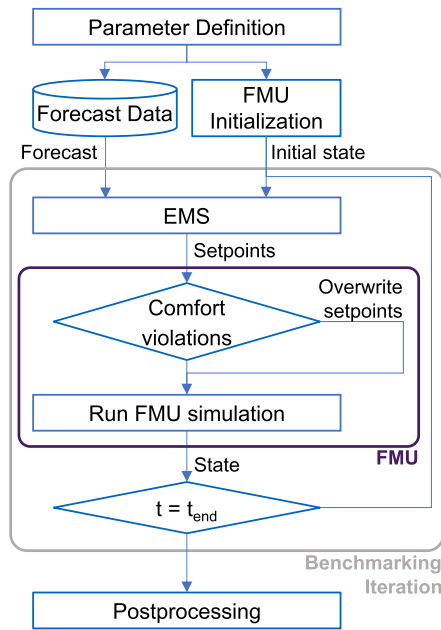 Parameter Definition
Forecast Data
FMU
Initialization
Forecast
Initial state
EMS
Setpoints
Comfort
violations
Overwrite
setpoints
Run FMU simulation
FMU
State
t = t_end
Benchmarking
Iteration
Postprocessing